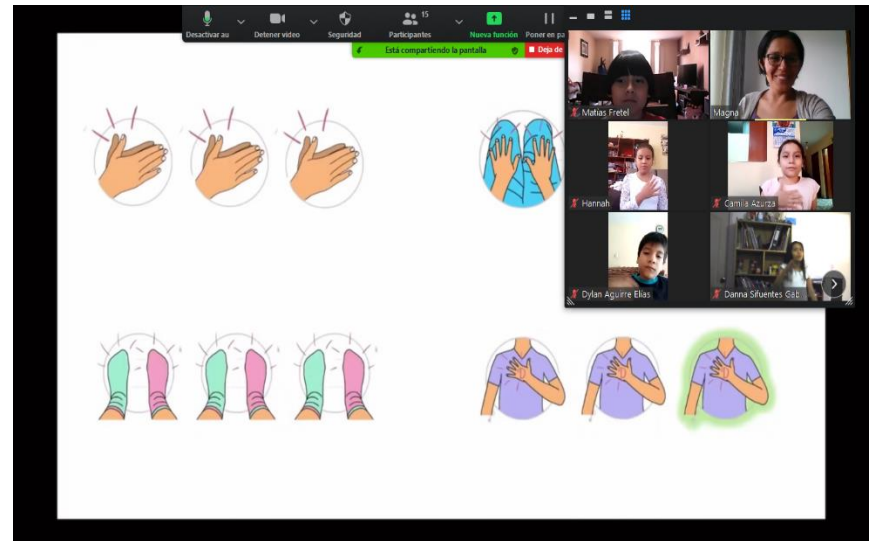 15
Desactivar au
Detener video
Seguridad
Participantes
Nueva función
Poner en pa
Está compartiendo la pantalla
Deja de
Matias Fretel
Magna
Hannah
Camila Azurza
Dylan Aguirre Elias
Danna Sifuentes Gab